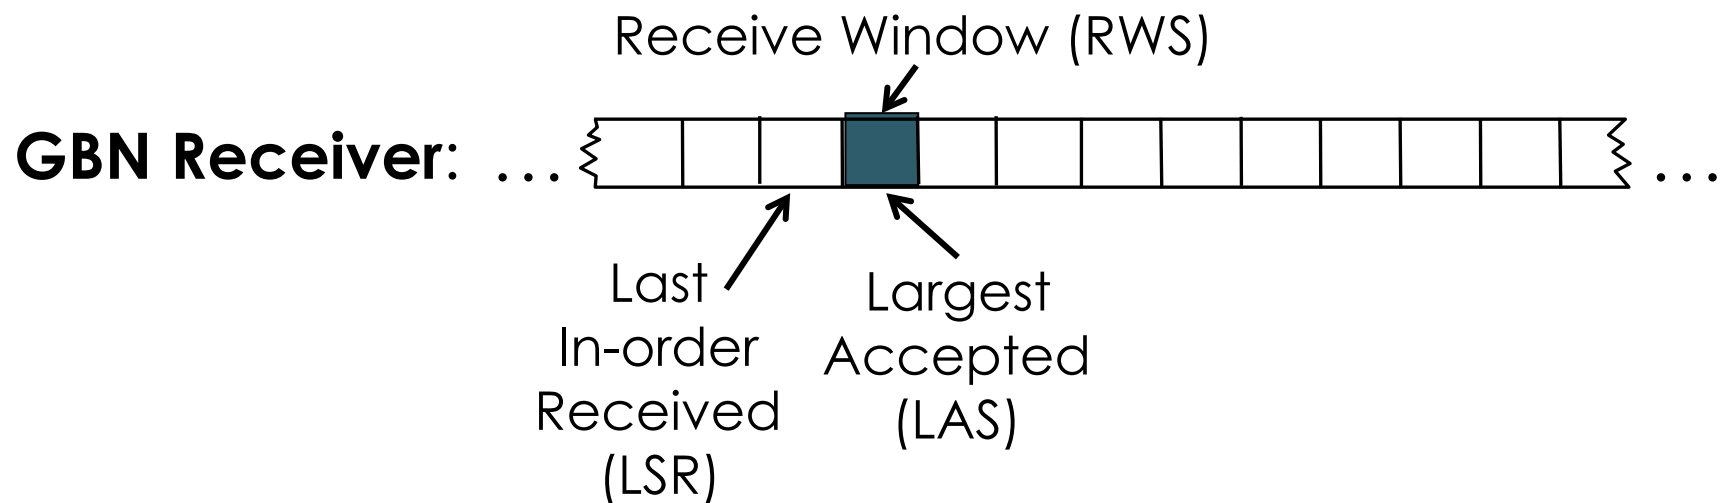 Receive Window (RWS)
GBN Receiver: ... ...
Last
In-order
Received
(LSR)
Largest
Accepted
(LAS)